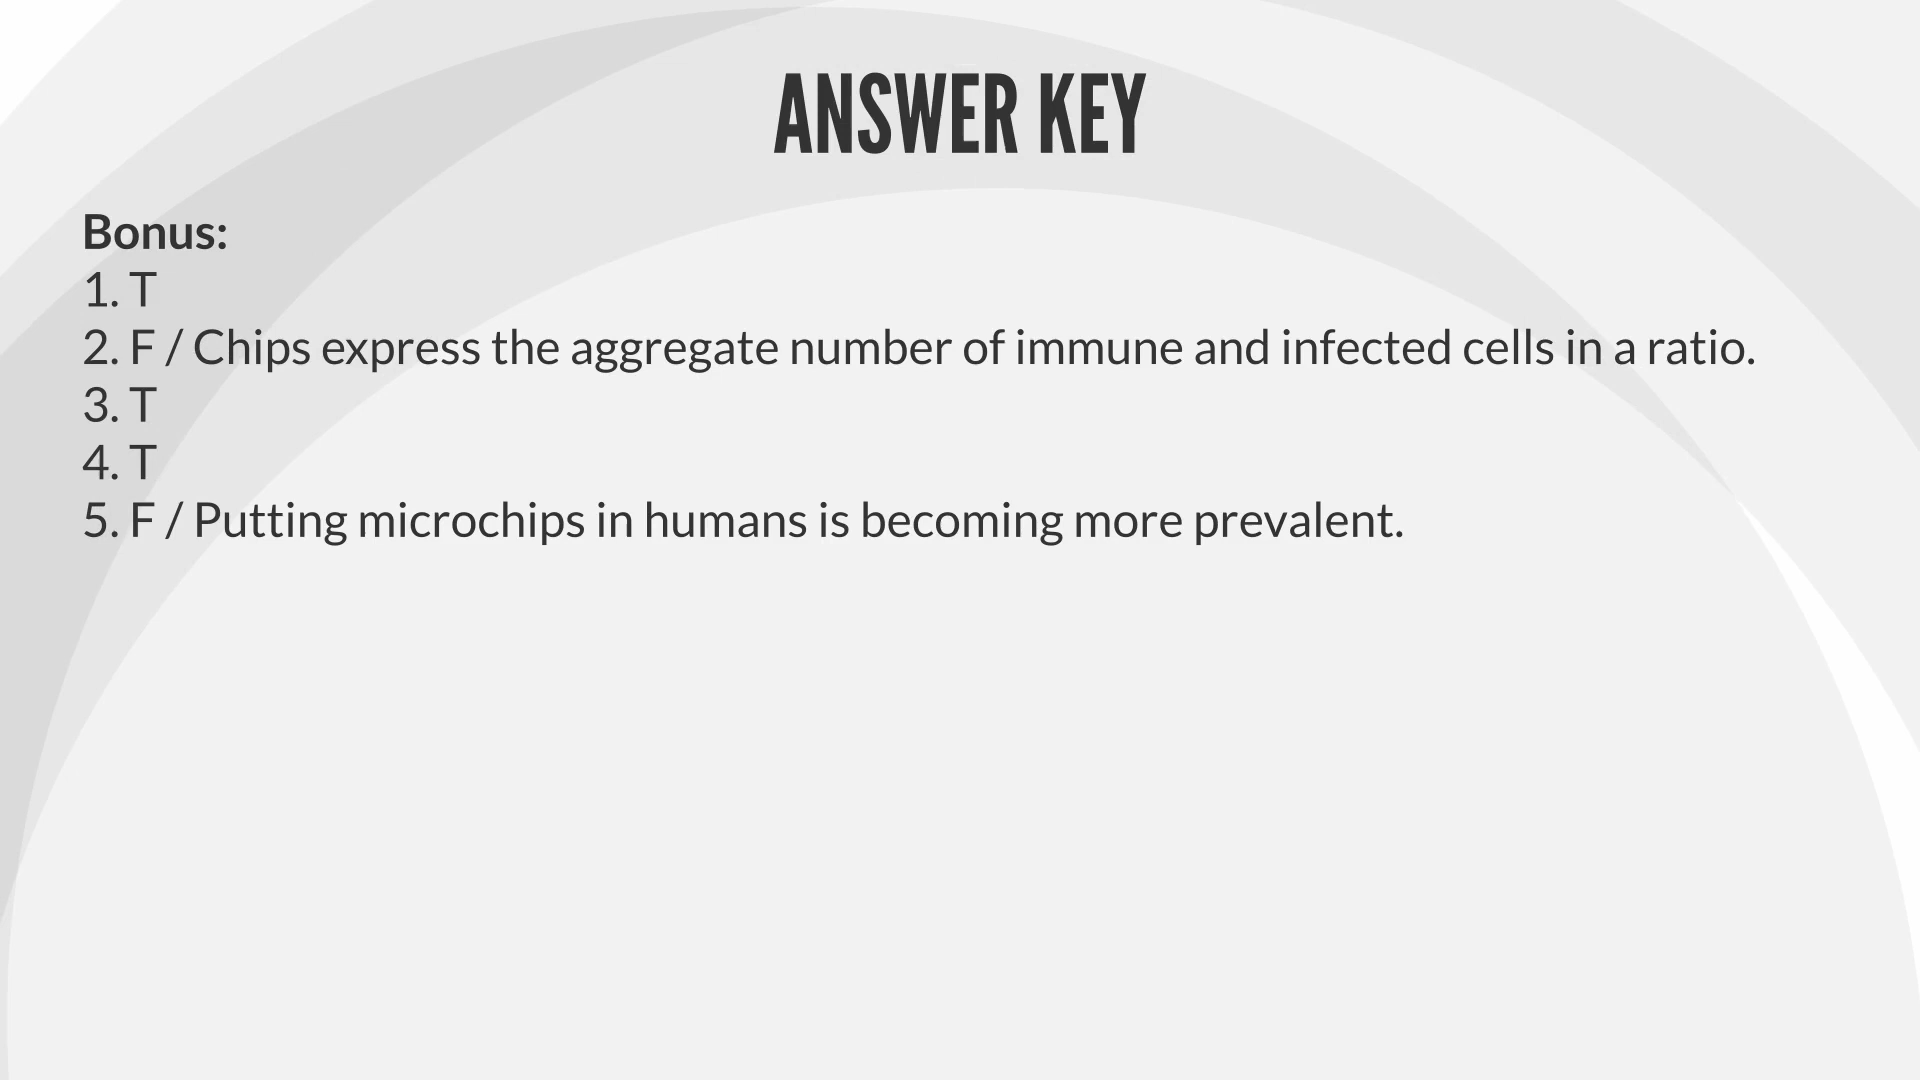 ANSWER KEY
Bonus:
1. T
2. F / Chips express the aggregate number of immune and infected cells in a ratio.
3. T
4. T
5. F / Putting microchips in humans is becoming more prevalent.